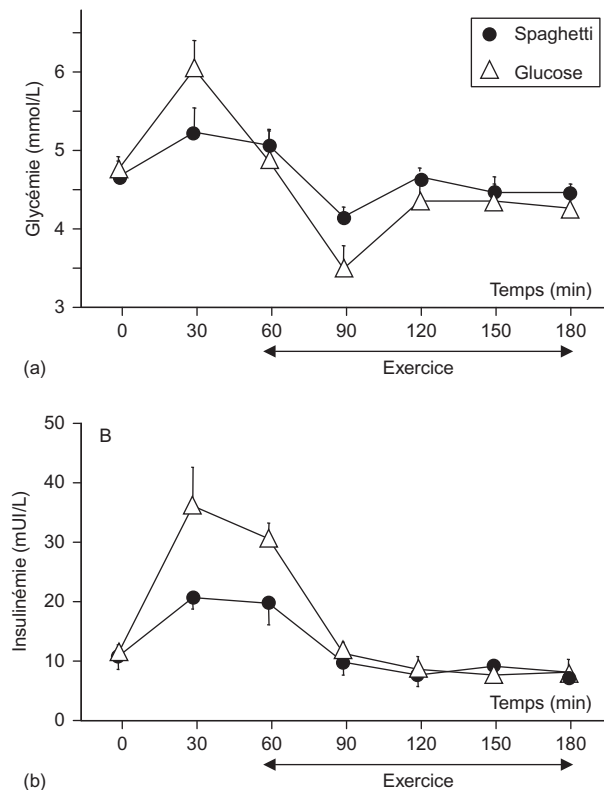 Spaghetti
Glucose
Glycémie (mmol/L)
6
5
4
3
Temps (min)
0 30 60 90 120 150 180
Exercice
(a)
B
Insulinémie (mUI/L)
50
40
30
20
10
0
Temps (min)
0 30 60 90 120 150 180
Exercice
(b)